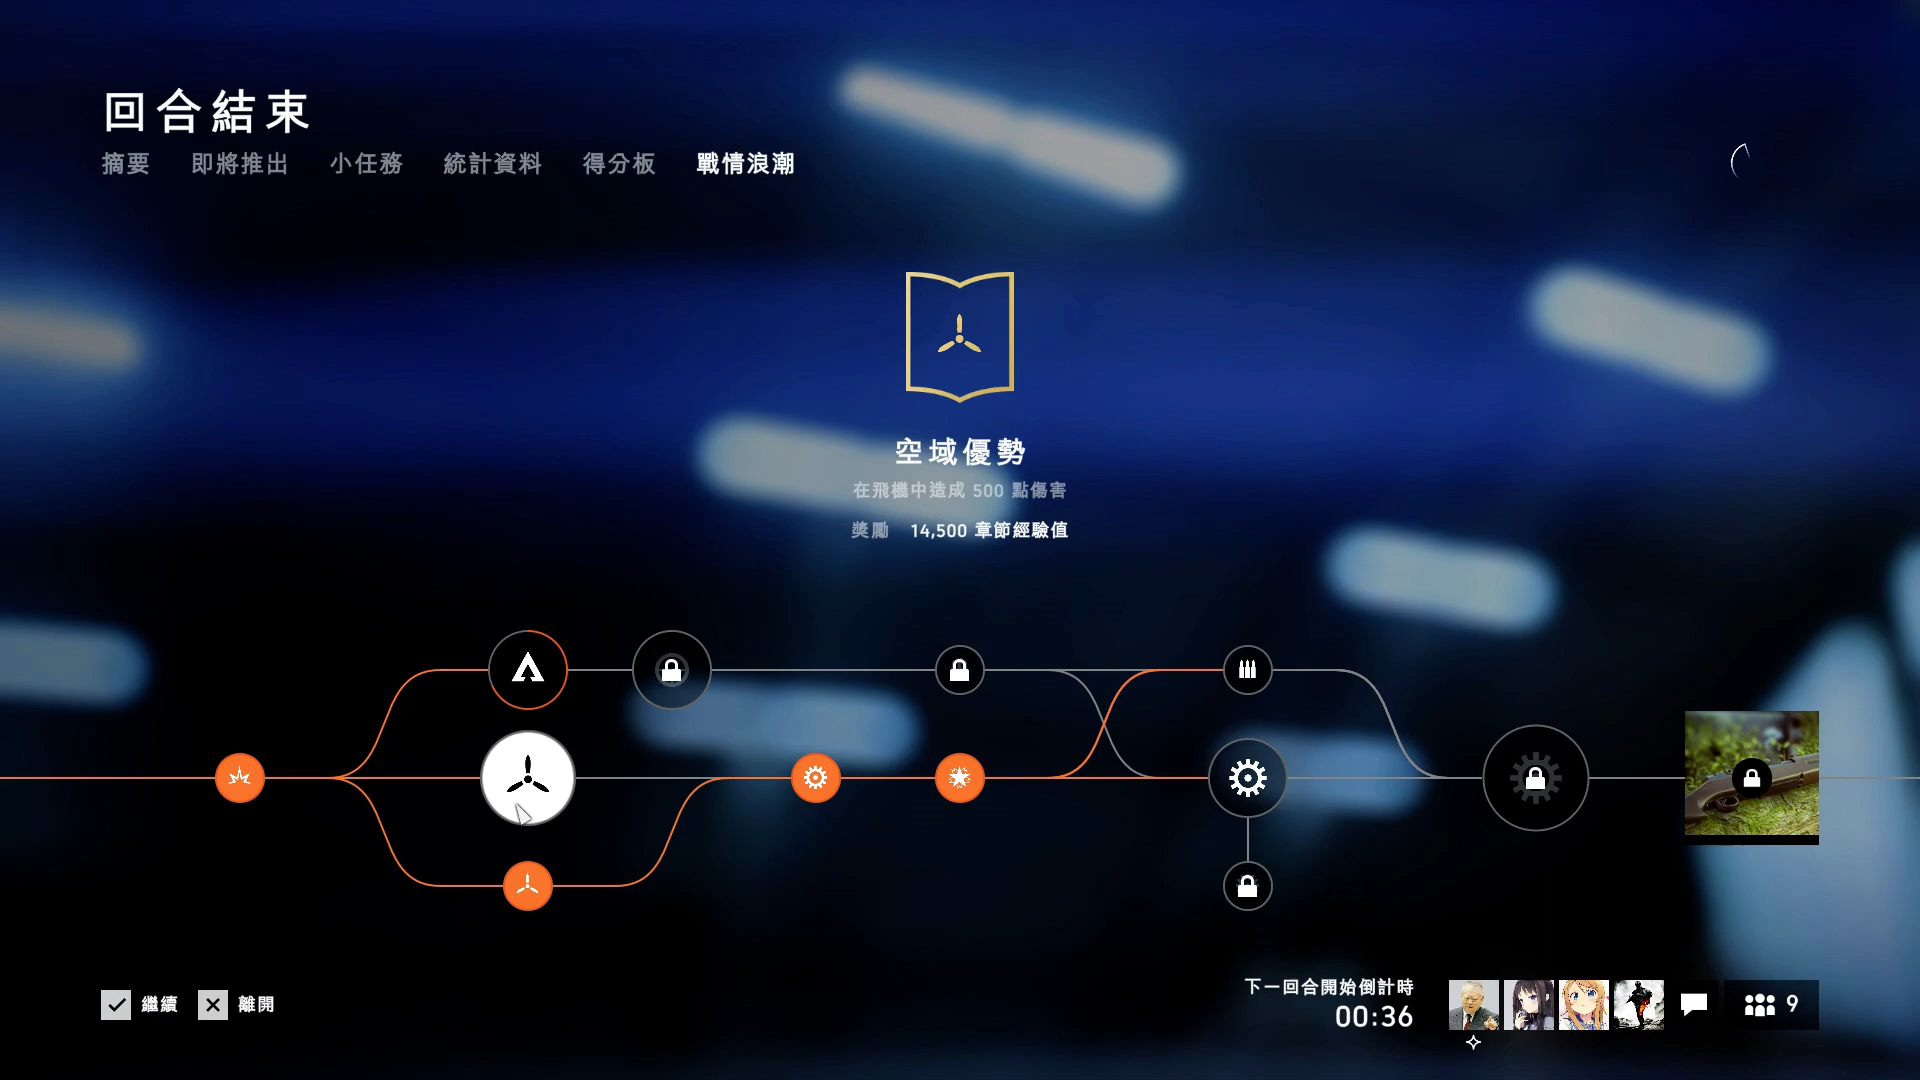 回合結束
摘要 即將推出 小任務 統計資料 得分板 戰情浪潮
空域優勢
在飛機中造成 500 點傷害
獎勵 14,500 章節經驗值
繼續 離開
下一回合開始倒計時
00:36
9